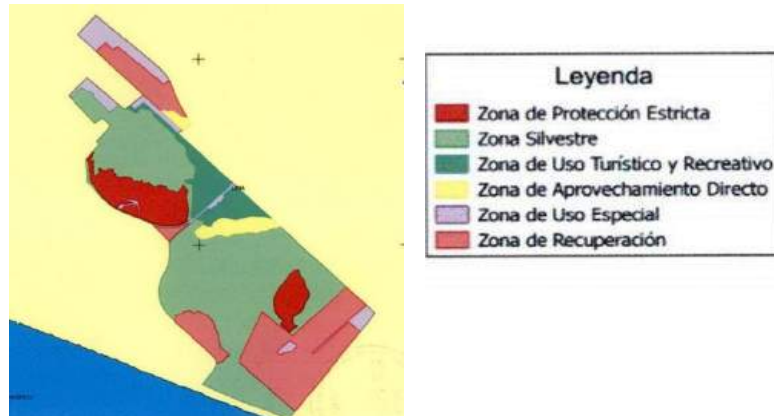 Leyenda
Zona de Protección Estricta
Zona Silvestre
Zona de Uso Turístico y Recreativo
Zona de Aprovechamiento Directo
Zona de Uso Especial
Zona de Recuperación